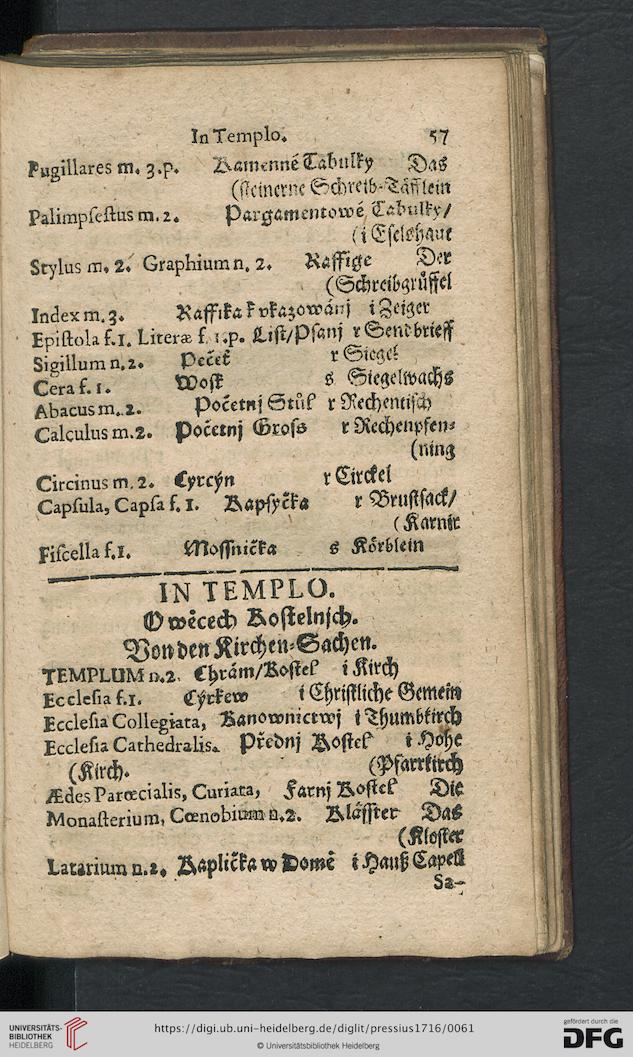 In Templo. 57
Pugillares m. 3.p. Kamenné Tabulky Das
(steinerne Schreib-Täfflein
Palimpsestus m. 2. Pargamentowé Tabulky/
(i Eselshaut
Stylus m. 2. Graphium n. 2. Raffige Der
(Schreibgrüffel
Index m. 3. Raffika k vkazowánj i Zeiger
Epistola f. 1. Literæ f. 1.p. List/Psanj r Sendbrieff
Sigillum n. 2. Pečet r Siegel
Cera f. 1. Wosk s Siegelwachs
Abacus m. 2. Početnj Stůl r Rechentisch
Calculus m. 2. Početnj Gross r Rechenpfen-
(ning
Circinus m. 2. Cyrcýn r Circkel
Capsula, Capsa f. 1. Kapsyčka r Brustsack/
(Karnir
Fiscella f. 1. Mossnička s Körblein
IN TEMPLO.
O wěcech Kostelnjch.
Von den Kirchen-Sachen.
TEMPLUM n. 2. Chrám/Kostel i Kirch
Ecclesia f. 1. Cýrkew i Christliche Gemein
Ecclesia Collegiata, Kanownictwj i Thumbkirch
Ecclesia Cathedralis. Přednj Kostel i Hohe
(Kirch. (Pfarrkirch
Ædes Parœcialis, Curiata, Farnj Kostel Die
Monasterium, Cœnobium n. 2. Klásster Das
(Kloster
Lararium n. 2. Kaplička w Domě i Hauß Capell
Sa-
UNIVERSITÄTS-
BIBLIOTHEK
HEIDELBERG
https://digi.ub.uni-heidelberg.de/diglit/pressius1716/0061
© Universitätsbibliothek Heidelberg
gefördert durch die
DFG